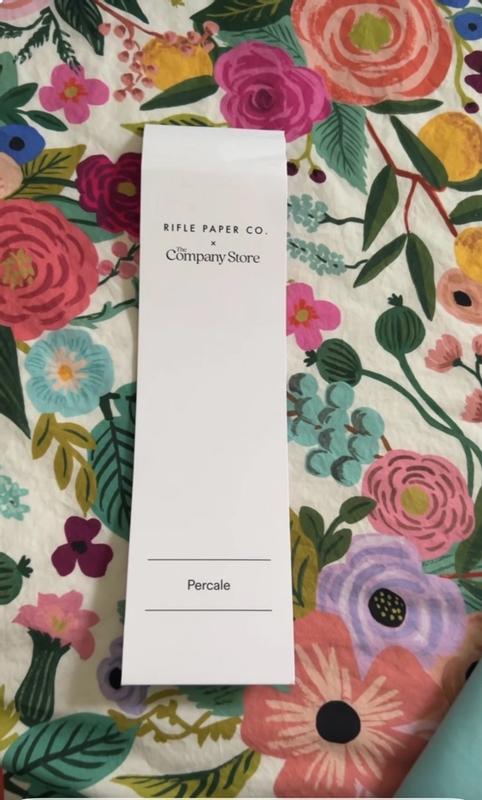 RIFLE PAPER CO.
×
The Company Store
Percale